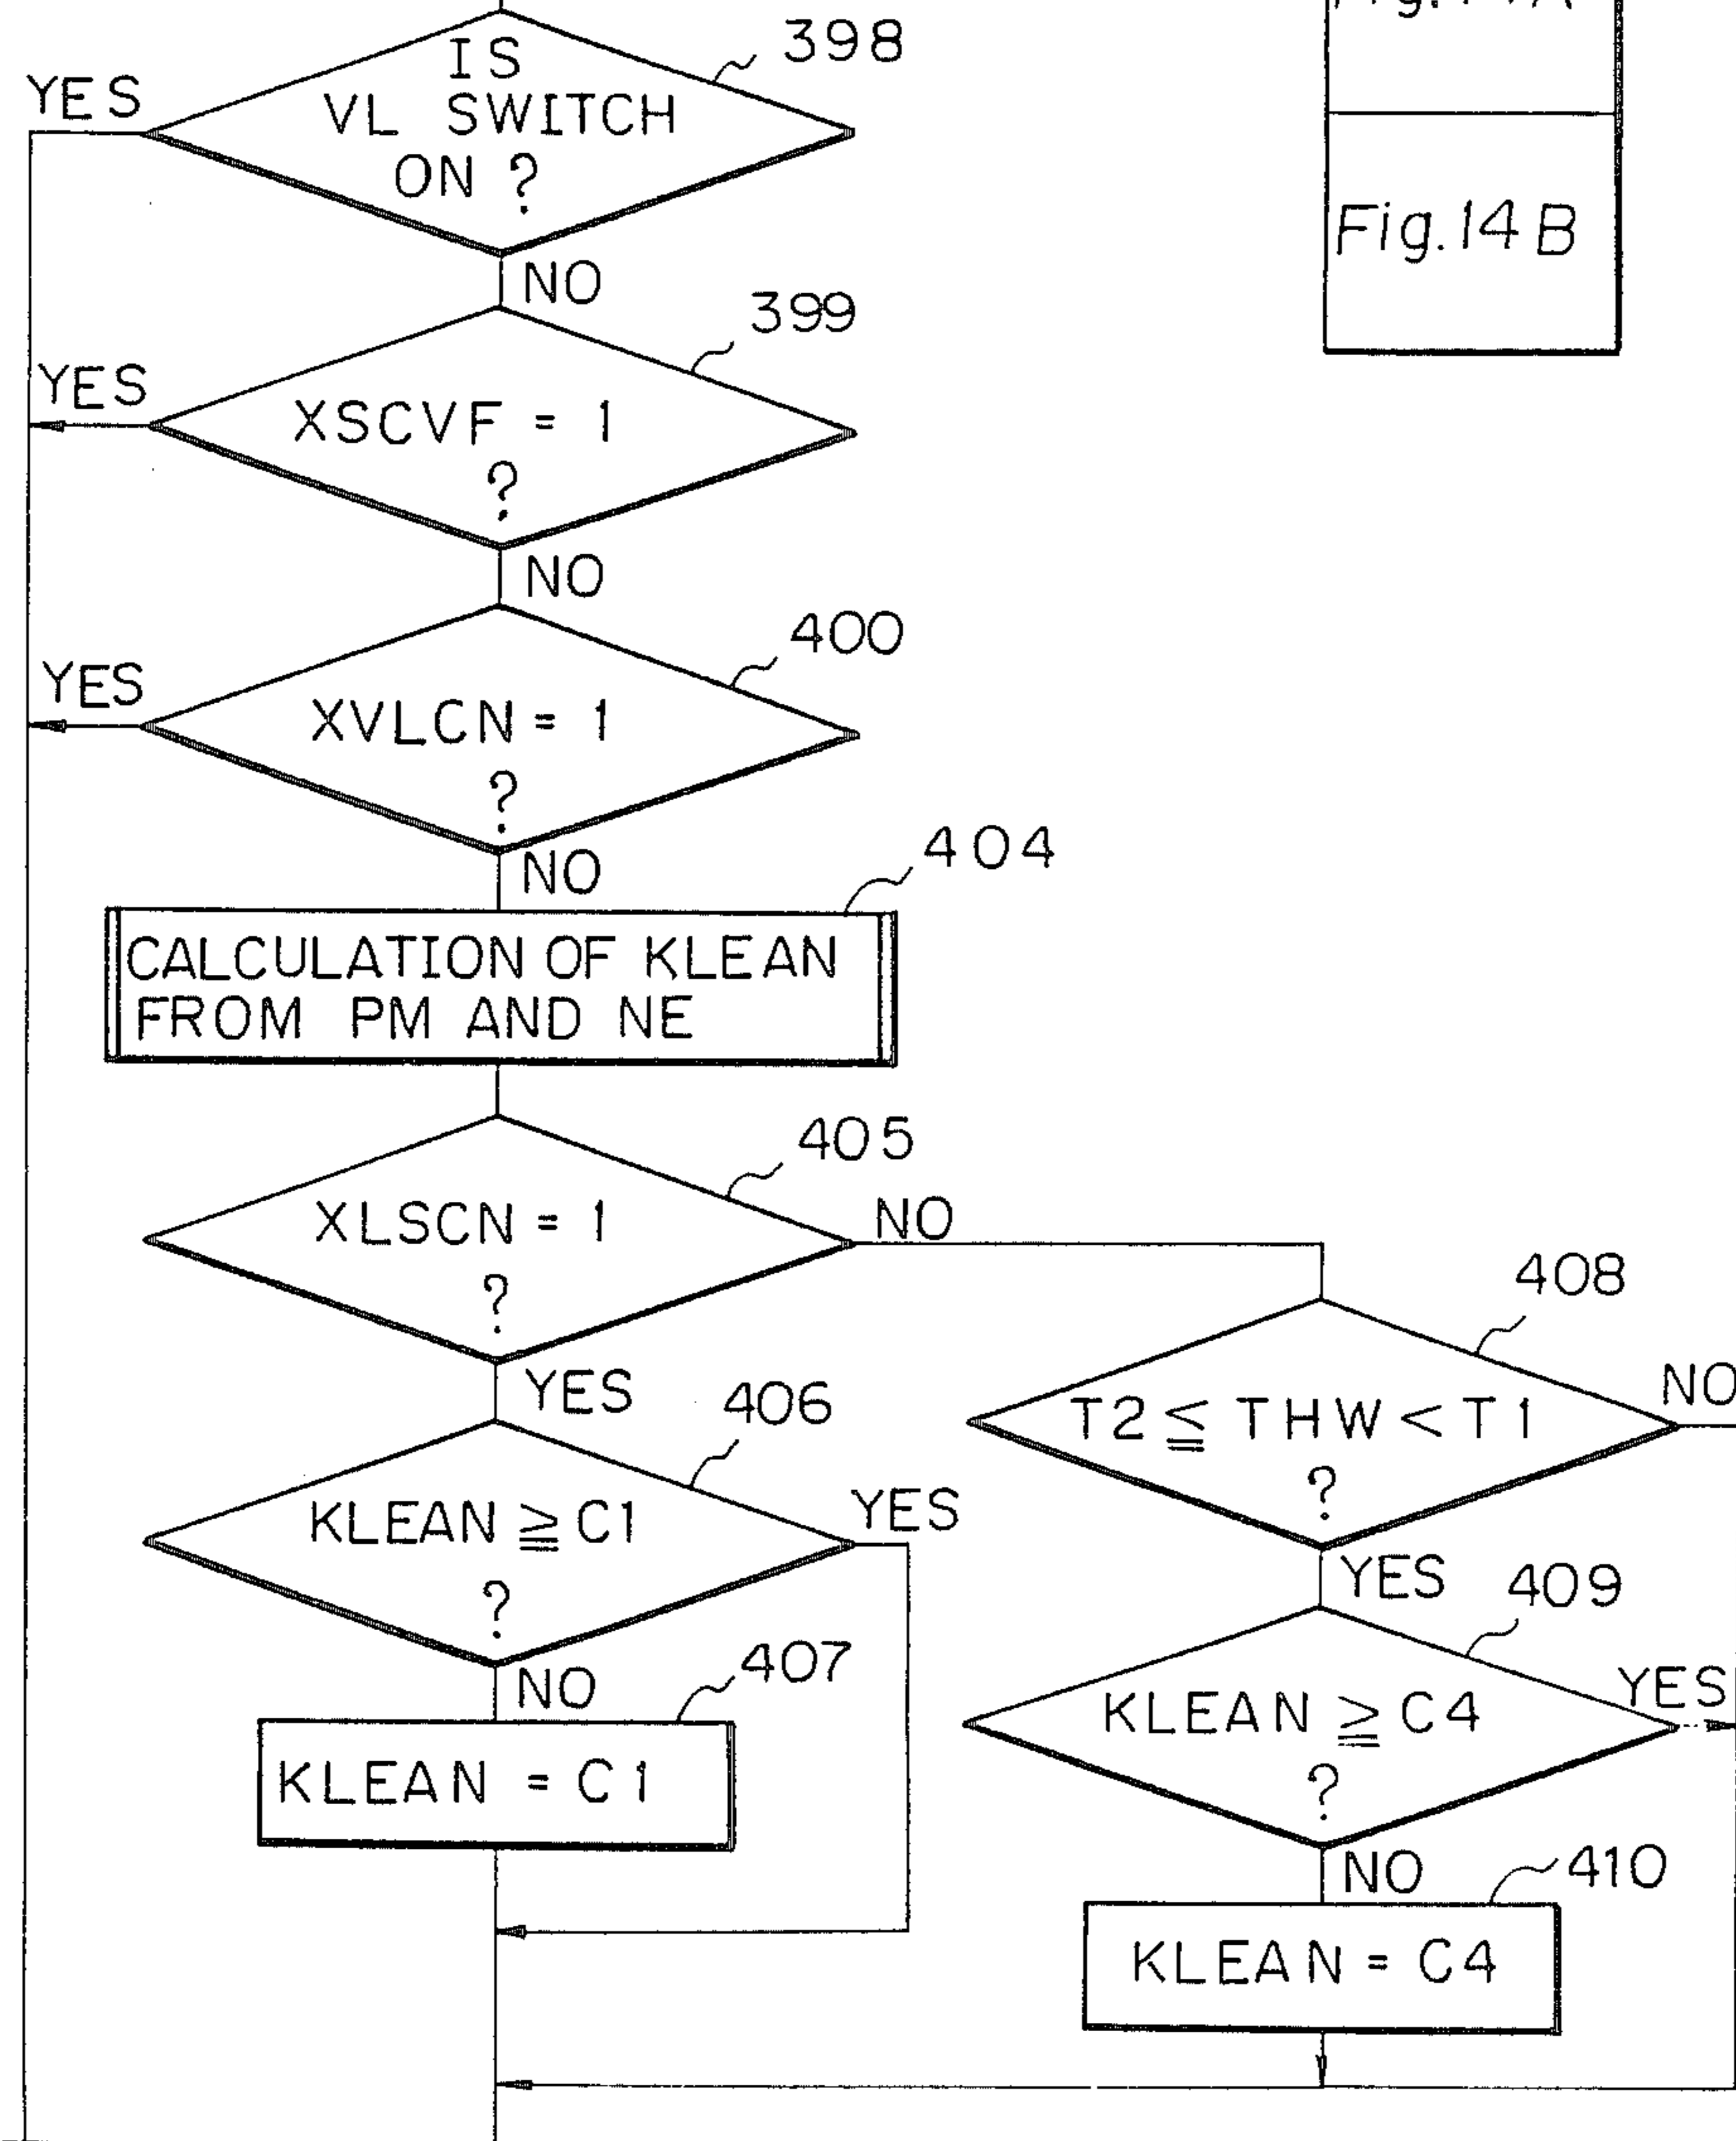 398
IS
VL SWITCH
ON ?
YES
NO
Fig. 14 B
399
YES
XSCVF = 1
?
NO
400
YES
XVLCN = 1
?
NO
404
CALCULATION OF KLEAN
FROM PM AND NE
405
XLSCN = 1
?
NO
YES
408
T2 ≦ THW < T1
?
NO
YES
406
KLEAN ≧ C1
?
YES
NO
409
KLEAN ≧ C4
?
YES
NO
407
KLEAN = C1
410
KLEAN = C4